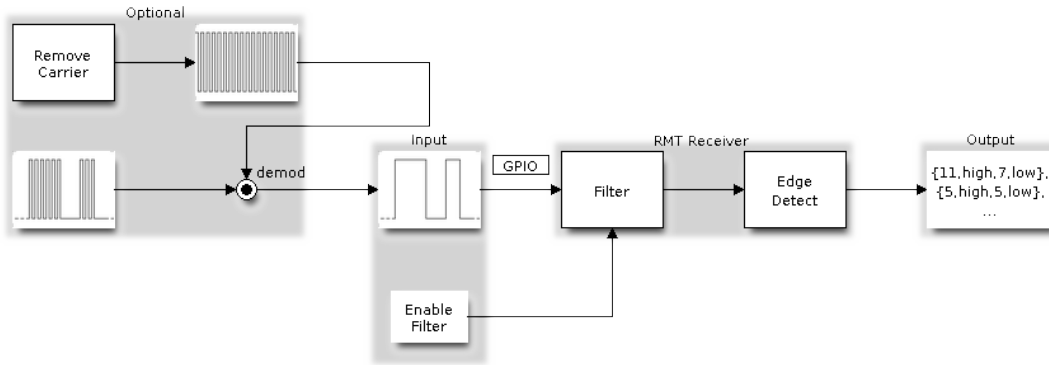 Optional
Remove
Carrier
demod
Input
GPIO
RMT Receiver
Filter
Edge
Detect
Output
{11,high,7,low},
{5,high,5,low},
...
Enable
Filter